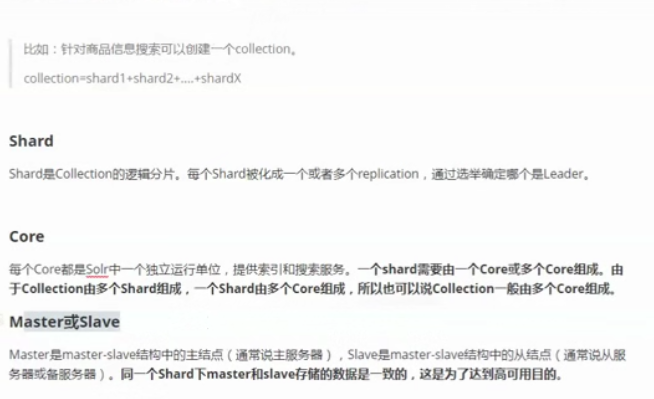 比如：针对商品信息搜索可以创建一个collection。
collection=shard1+shard2+....+shardX
Shard
Shard是Collection的逻辑分片。每个Shard被化成一个或者多个replication，通过选举确定哪个是Leader。
Core
每个Core都是Solr中一个独立运行单位，提供索引和搜索服务。一个shard需要由一个Core或多个Core组成。由
于Collection由多个Shard组成，一个Shard由多个Core组成，所以也可以说Collection一般由多个Core组成。
Master或Slave
Master是master-slave结构中的主结点（通常说主服务器），Slave是master-slave结构中的从结点（通常说从服
务器或备服务器）。同一个Shard下master和slave存储的数据是一致的，这是为了达到高可用目的。